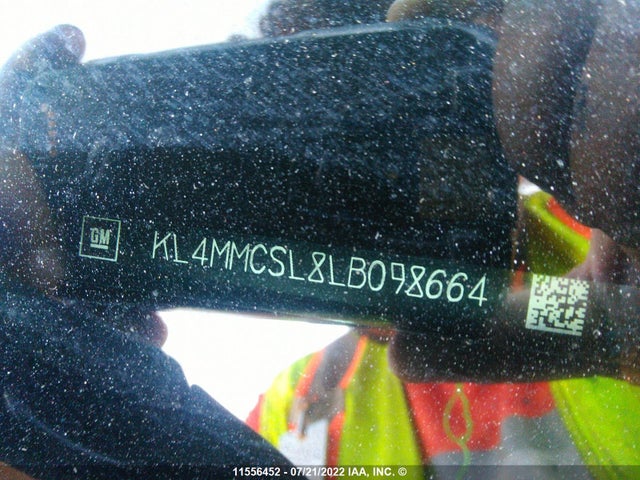 GM
KL4MMCSL8LB098664
11556452 - 07/21/2022 IAA, INC. ©